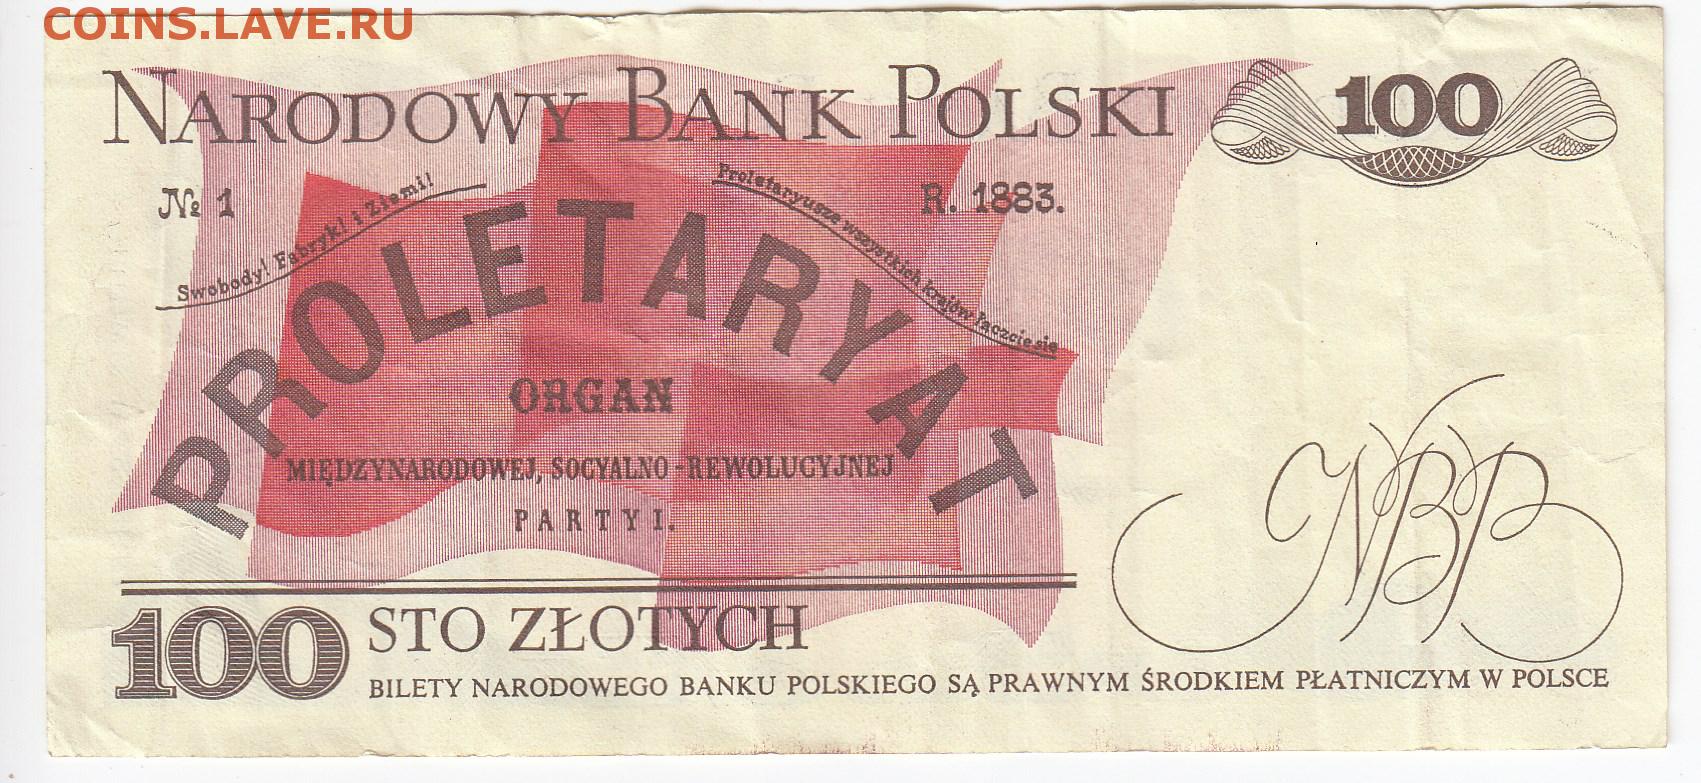 COINS.LAVE.RU
NARODOWY BANK POLSKI
100
№ 1
R. 1883.
Swobody! Fabryk! i Ziemi!
Proletaryusze wszystkich krajów łączcie się
PROLETARYAT
ORGAN
MIĘDZYNARODOWEJ, SOCYALNO-REWOLUCYJNEJ
PARTYI.
NBP
100 STO ZŁOTYCH
BILETY NARODOWEGO BANKU POLSKIEGO SĄ PRAWNYM ŚRODKIEM PŁATNICZYM W POLSCE